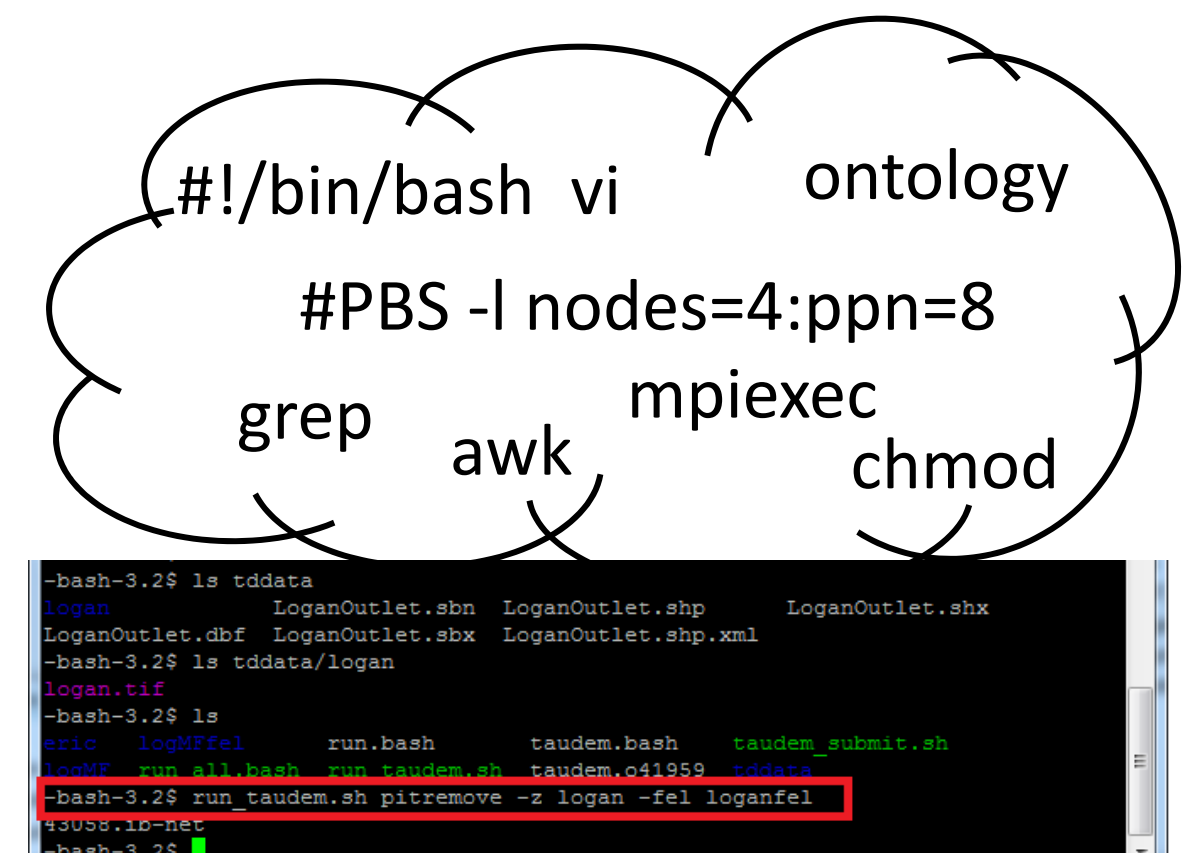 #!/bin/bash vi ontology
#PBS -l nodes=4:ppn=8
mpiexec
grep
awk
chmod
-bash-3.2$ ls tddata
logan LoganOutlet.sbn LoganOutlet.shp LoganOutlet.shx
LoganOutlet.dbf LoganOutlet.sbx LoganOutlet.shp.xml
-bash-3.2$ ls tddata/logan
logan.tif
-bash-3.2$ ls
eric logMFfel run.bash taudem.bash taudem_submit.sh
logMF run_all.bash run_taudem.sh taudem.o41959 tddata
-bash-3.2$ run_taudem.sh pitremove -z logan -fel loganfel
43058.ib-net
-bash-3.2$